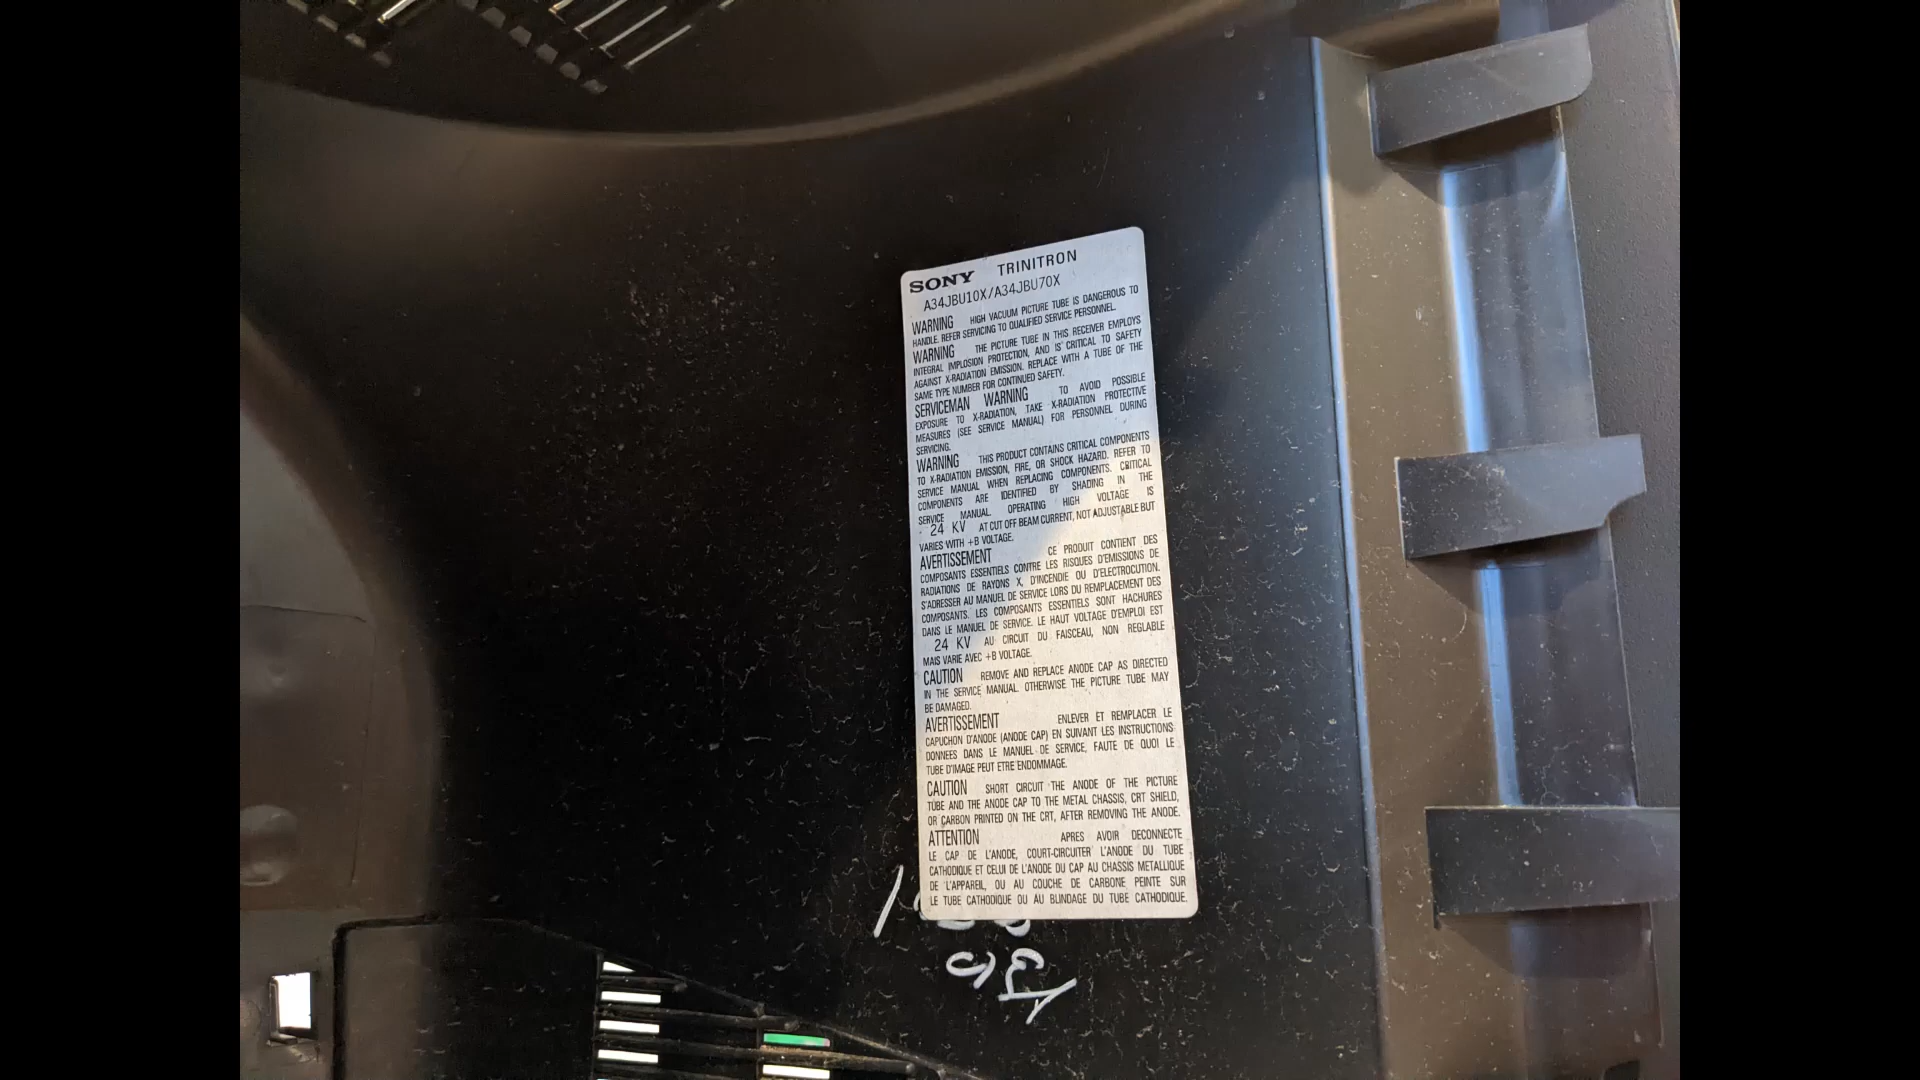 SONY TRINITRON
A34JBU10X/A34JBU70X
WARNING HIGH VACUUM PICTURE TUBE IS DANGEROUS TO
HANDLE. REFER SERVICING TO QUALIFIED SERVICE PERSONNEL.
WARNING THE PICTURE TUBE IN THIS RECEIVER EMPLOYS
INTEGRAL IMPLOSION PROTECTION, AND IS CRITICAL TO SAFETY
AGAINST X-RADIATION EMISSION. REPLACE WITH A TUBE OF THE
SAME TYPE NUMBER FOR CONTINUED SAFETY.
SERVICEMAN WARNING TO AVOID POSSIBLE
EXPOSURE TO X-RADIATION, TAKE X-RADIATION PROTECTIVE
MEASURES (SEE SERVICE MANUAL) FOR PERSONNEL DURING
SERVICING.
WARNING THIS PRODUCT CONTAINS CRITICAL COMPONENTS
TO X-RADIATION EMISSION, FIRE, OR SHOCK HAZARD. REFER TO
SERVICE MANUAL WHEN REPLACING COMPONENTS. CRITICAL
COMPONENTS ARE IDENTIFIED BY SHADING IN THE
SERVICE MANUAL. OPERATING HIGH VOLTAGE IS
24 KV AT CUT OFF BEAM CURRENT, NOT ADJUSTABLE BUT
VARIES WITH +B VOLTAGE.
AVERTISSEMENT CE PRODUIT CONTIENT DES
COMPOSANTS ESSENTIELS CONTRE LES RISQUES D'EMISSIONS DE
RADIATIONS DE RAYONS X, D'INCENDIE OU D'ELECTROCUTION.
S'ADRESSER AU MANUEL DE SERVICE LORS DU REMPLACEMENT DES
COMPOSANTS. LES COMPOSANTS ESSENTIELS SONT HACHURES
DANS LE MANUEL DE SERVICE. LE HAUT VOLTAGE D'EMPLOI EST
24 KV AU CIRCUIT DU FAISCEAU, NON REGLABLE
MAIS VARIE AVEC +B VOLTAGE.
CAUTION REMOVE AND REPLACE ANODE CAP AS DIRECTED
IN THE SERVICE MANUAL. OTHERWISE THE PICTURE TUBE MAY
BE DAMAGED.
AVERTISSEMENT ENLEVER ET REMPLACER LE
CAPUCHON D'ANODE (ANODE CAP) EN SUIVANT LES INSTRUCTIONS
DONNEES DANS LE MANUEL DE SERVICE, FAUTE DE QUOI LE
TUBE D'IMAGE PEUT ETRE ENDOMMAGE.
CAUTION SHORT CIRCUIT THE ANODE OF THE PICTURE
TUBE AND THE ANODE CAP TO THE METAL CHASSIS, CRT SHIELD,
OR CARBON PRINTED ON THE CRT, AFTER REMOVING THE ANODE.
ATTENTION APRES AVOIR DECONNECTE
LE CAP DE L'ANODE, COURT-CIRCUITER L'ANODE DU TUBE
CATHODIQUE ET CELUI DE L'ANODE DU CAP AU CHASSIS METALLIQUE
DE L'APPAREIL, OU AU COUCHE DE CARBONE PEINTE SUR
LE TUBE CATHODIQUE OU AU BLINDAGE DU TUBE CATHODIQUE.